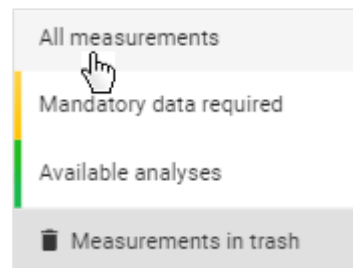 All measurements
Mandatory data required
Available analyses
Measurements in trash